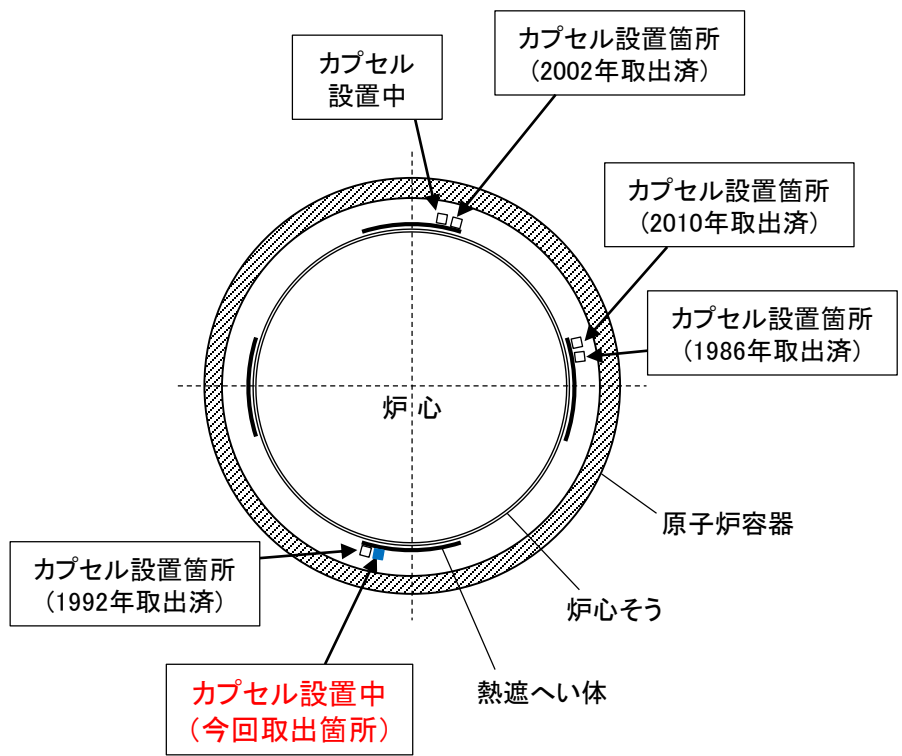 カプセル設置箇所
(2002年取出済)
カプセル
設置中
カプセル設置箇所
(2010年取出済)
カプセル設置箇所
(1986年取出済)
炉心
原子炉容器
カプセル設置箇所
(1992年取出済)
炉心そう
カプセル設置中
(今回取出箇所)
熱遮へい体